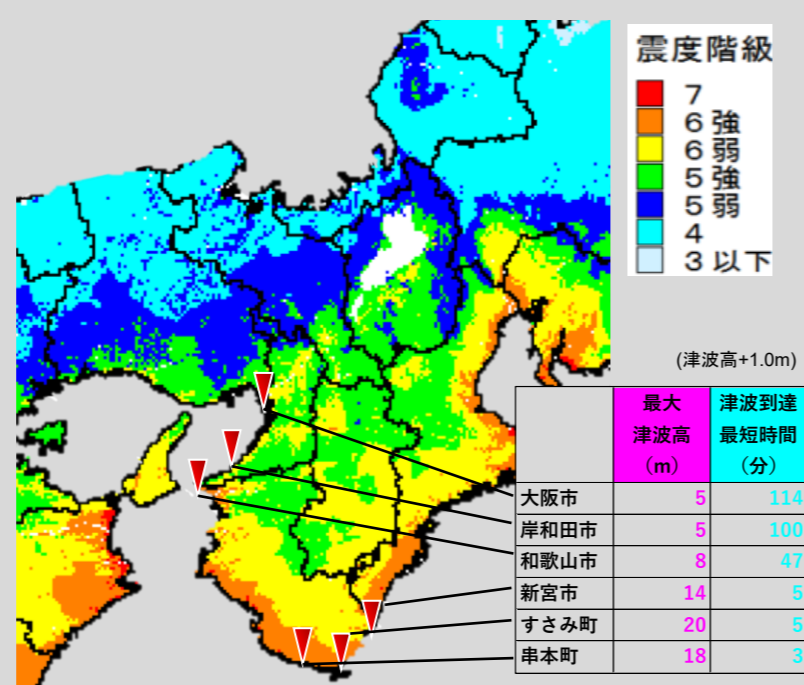 震度階級
7
6強
6弱
5強
5弱
4
3以下
(津波高+1.0m)
最大津波高（m） 津波到達最短時間（分）
大阪市 5 114
岸和田市 5 100
和歌山市 8 47
新宮市 14 5
すさみ町 20 5
串本町 18 3